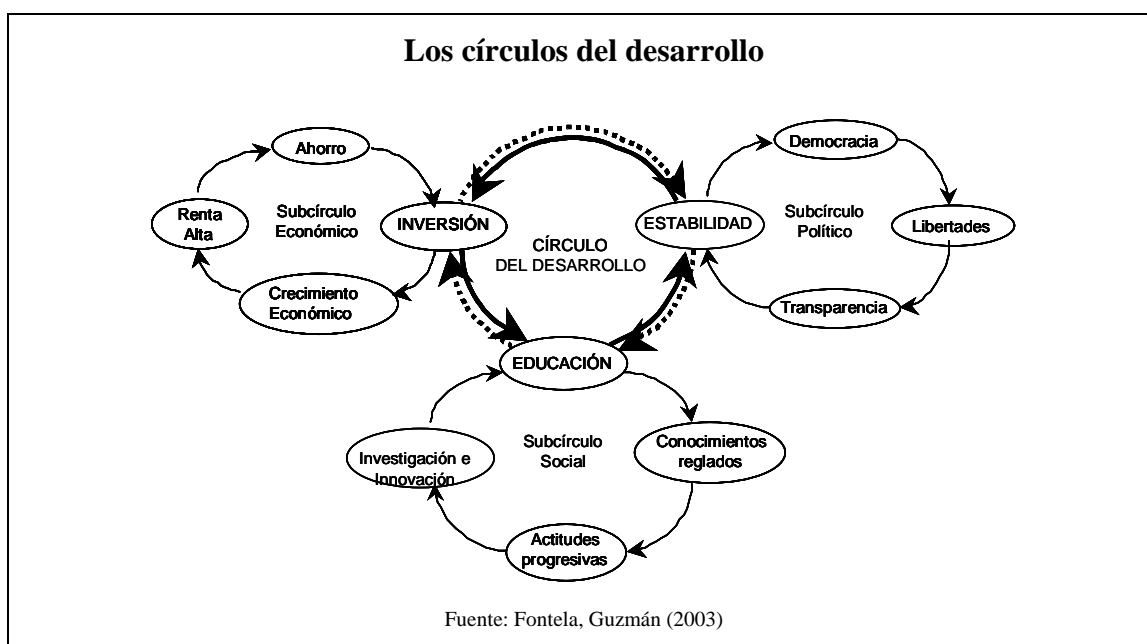 Los círculos del desarrollo
Ahorro
Renta
Alta
Subcírculo
Económico
INVERSIÓN
Crecimiento
Económico
CÍRCULO
DEL DESARROLLO
Democracia
ESTABILIDAD
Subcírculo
Político
Libertades
Transparencia
EDUCACIÓN
Investigación e
Innovación
Subcírculo
Social
Conocimientos
reglados
Actitudes
progresivas
Fuente: Fontela, Guzmán (2003)